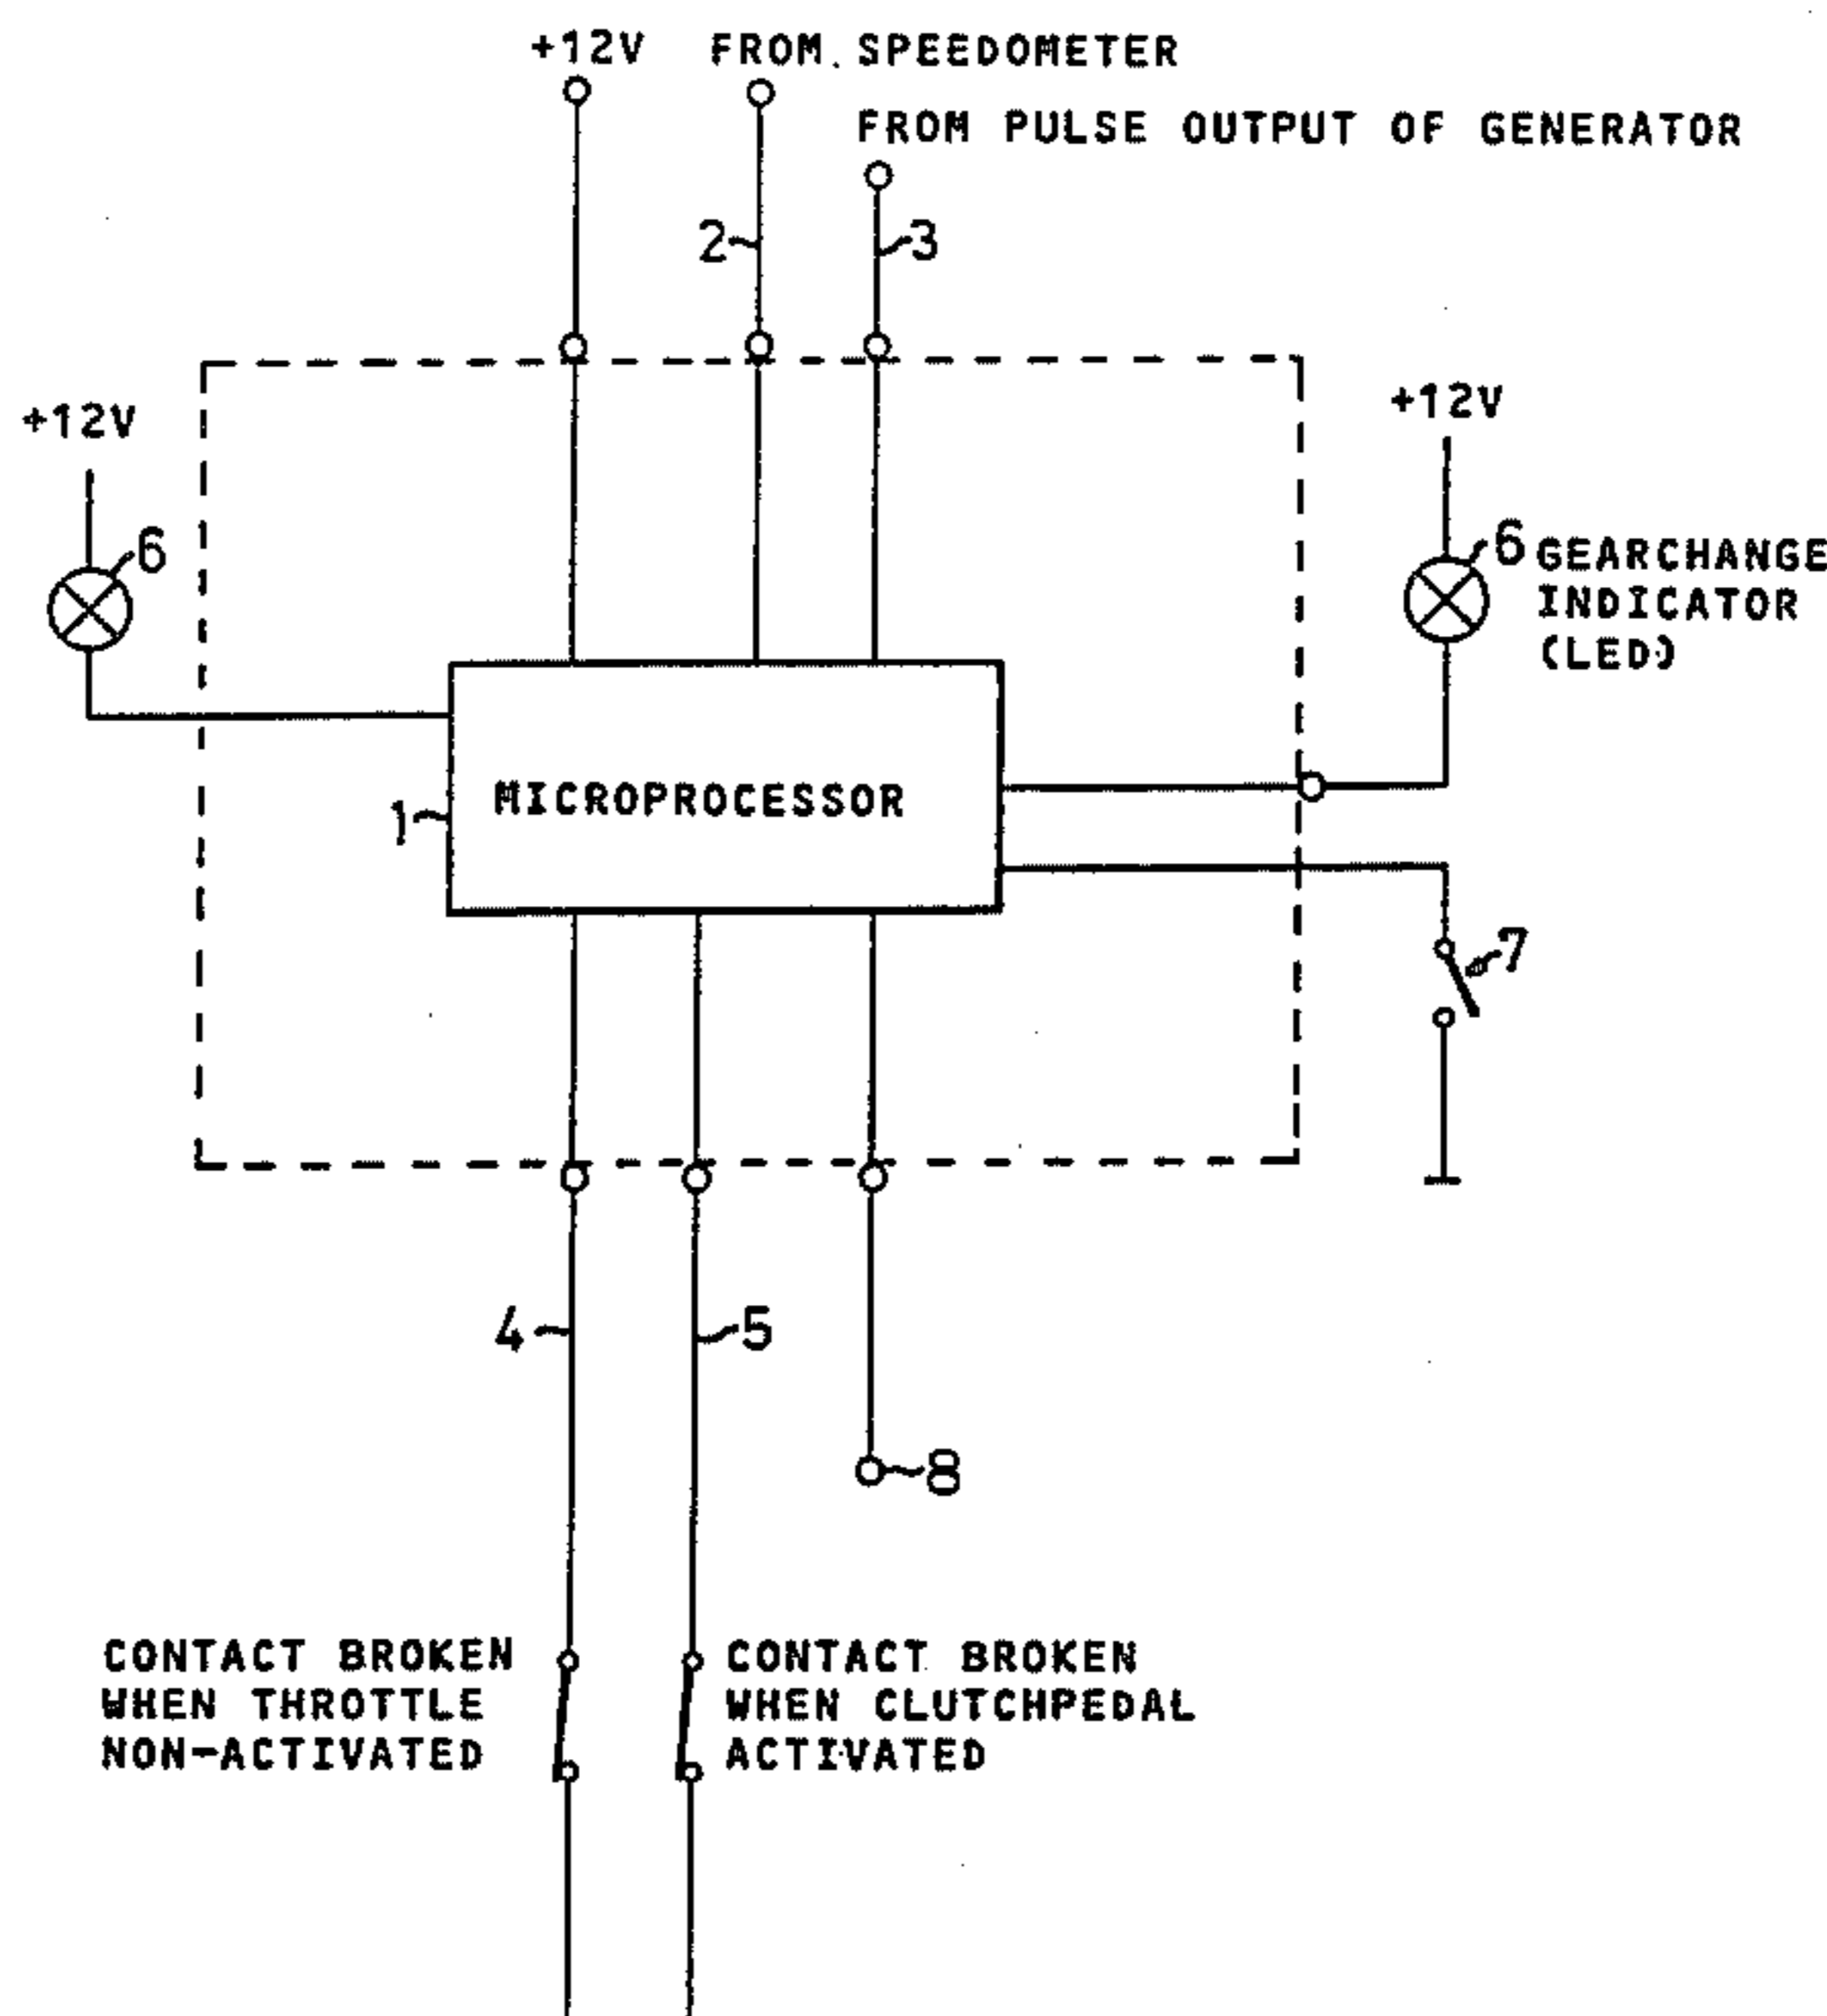 +12V FROM SPEEDOMETER
FROM PULSE OUTPUT OF GENERATOR
2
3
+12V
+12V
6
6 GEARCHANGE
INDICATOR
(LED)
1
MICROPROCESSOR
7
4
5
8
CONTACT BROKEN
WHEN THROTTLE
NON-ACTIVATED
CONTACT BROKEN
WHEN CLUTCHPEDAL
ACTIVATED